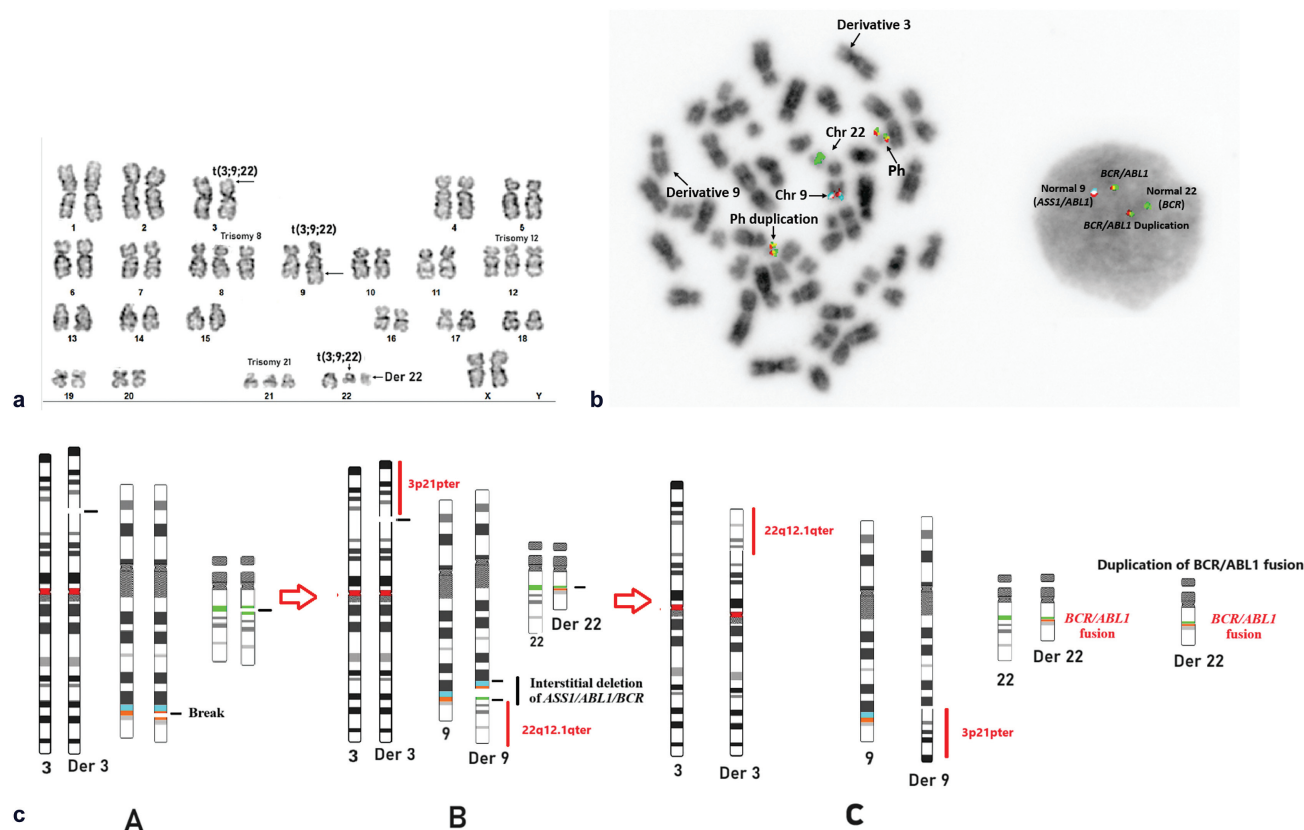 t(3;9;22)
1
2
3
4
5
Trisomy 8
t(3;9;22)
Trisomy 12
6
7
8
9
10
11
12
13
14
15
16
17
18
Trisomy 21
t(3;9;22)
Der 22
19
20
21
22
X
Y
a
Derivative 3
Chr 22
Ph
Derivative 9
Chr 9
Ph duplication
BCR/ABL1
Normal 9
(ASS1/ABL1)
Normal 22
(BCR)
BCR/ABL1 Duplication
b
Break
3
Der 3
A
3p21pter
22
Der 22
Interstitial deletion
of ASS1/ABL1/BCR
22q12.1qter
9
Der 9
3
Der 3
B
22q12.1qter
Duplication of BCR/ABL1 fusion
BCR/ABL1
fusion
BCR/ABL1
fusion
Der 22
22
Der 22
3p21pter
9
Der 9
3
Der 3
C
c